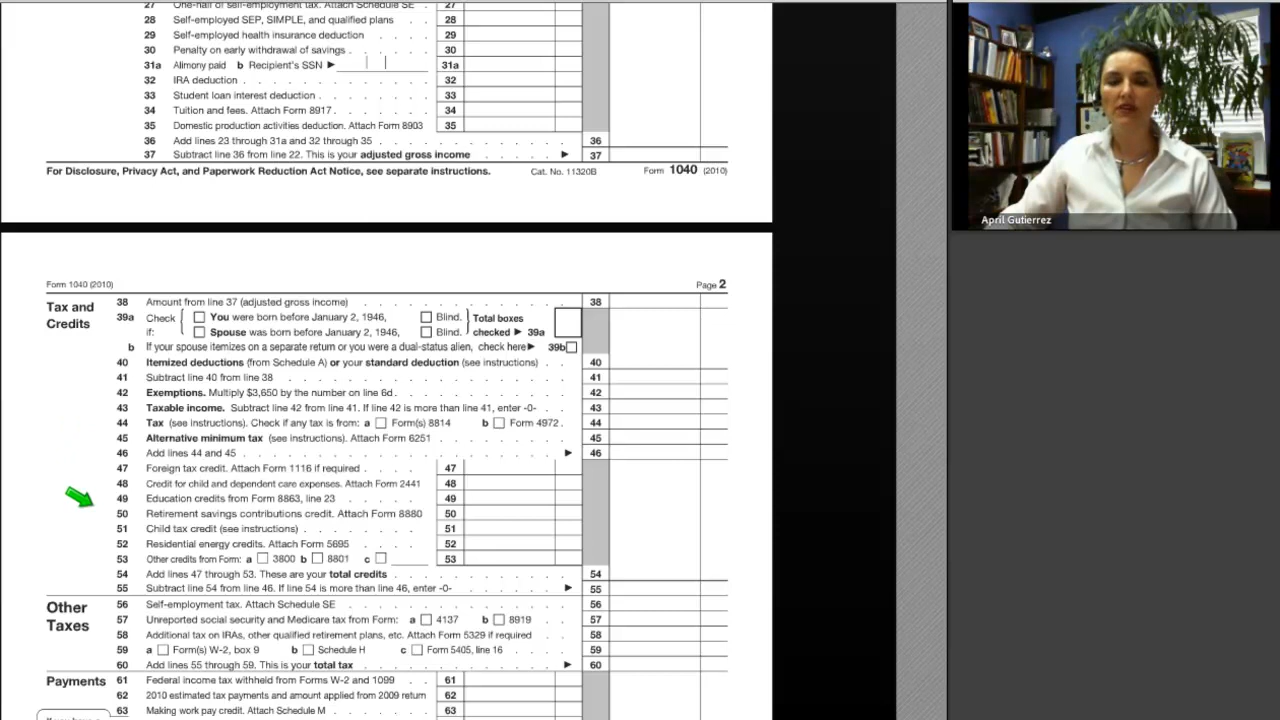 27 One-half of self-employment tax. Attach Schedule SE . 27
28 Self-employed SEP, SIMPLE, and qualified plans . . 28
29 Self-employed health insurance deduction . . . . 29
30 Penalty on early withdrawal of savings . . . . . . 30
31a Alimony paid b Recipient's SSN ▶ 31a
32 IRA deduction . . . . . . . . . . . . . 32
33 Student loan interest deduction . . . . . . . . 33
34 Tuition and fees. Attach Form 8917 . . . . . . . 34
35 Domestic production activities deduction. Attach Form 8903 35
36 Add lines 23 through 31a and 32 through 35 . . . . . . . . . . . . . 36
37 Subtract line 36 from line 22. This is your adjusted gross income . . . . . ▶ 37
For Disclosure, Privacy Act, and Paperwork Reduction Act Notice, see separate instructions. Cat. No. 11320B Form 1040 (2010)
April Gutierrez
Form 1040 (2010) Page 2
Tax and Credits
38 Amount from line 37 (adjusted gross income) . . . . . . . . . . . . . . 38
39a Check if: { You were born before January 2, 1946, Blind. } Total boxes
Spouse was born before January 2, 1946, Blind. checked ▶ 39a
b If your spouse itemizes on a separate return or you were a dual-status alien, check here ▶ 39b
40 Itemized deductions (from Schedule A) or your standard deduction (see instructions) . . 40
41 Subtract line 40 from line 38 . . . . . . . . . . . . . . . . . . . 41
42 Exemptions. Multiply $3,650 by the number on line 6d . . . . . . . . . . . . 42
43 Taxable income. Subtract line 42 from line 41. If line 42 is more than line 41, enter -0- . . 43
44 Tax (see instructions). Check if any tax is from: a Form(s) 8814 b Form 4972 . 44
45 Alternative minimum tax (see instructions). Attach Form 6251 . . . . . . . . . 45
46 Add lines 44 and 45 . . . . . . . . . . . . . . . . . . . . . ▶ 46
47 Foreign tax credit. Attach Form 1116 if required . . . . 47
48 Credit for child and dependent care expenses. Attach Form 2441 48
49 Education credits from Form 8863, line 23 . . . . . 49
50 Retirement savings contributions credit. Attach Form 8880 50
51 Child tax credit (see instructions) . . . . . . . . 51
52 Residential energy credits. Attach Form 5695 . . . . 52
53 Other credits from Form: a 3800 b 8801 c 53
54 Add lines 47 through 53. These are your total credits . . . . . . . . . . . . 54
55 Subtract line 54 from line 46. If line 54 is more than line 46, enter -0- . . . . . . ▶ 55
Other Taxes
56 Self-employment tax. Attach Schedule SE . . . . . . . . . . . . . . . 56
57 Unreported social security and Medicare tax from Form: a 4137 b 8919 . . 57
58 Additional tax on IRAs, other qualified retirement plans, etc. Attach Form 5329 if required . . 58
59 a Form(s) W-2, box 9 b Schedule H c Form 5405, line 16 . . . . 59
60 Add lines 55 through 59. This is your total tax . . . . . . . . . . . . . ▶ 60
Payments
61 Federal income tax withheld from Forms W-2 and 1099 . . 61
62 2010 estimated tax payments and amount applied from 2009 return 62
63 Making work pay credit. Attach Schedule M . . . . . 63